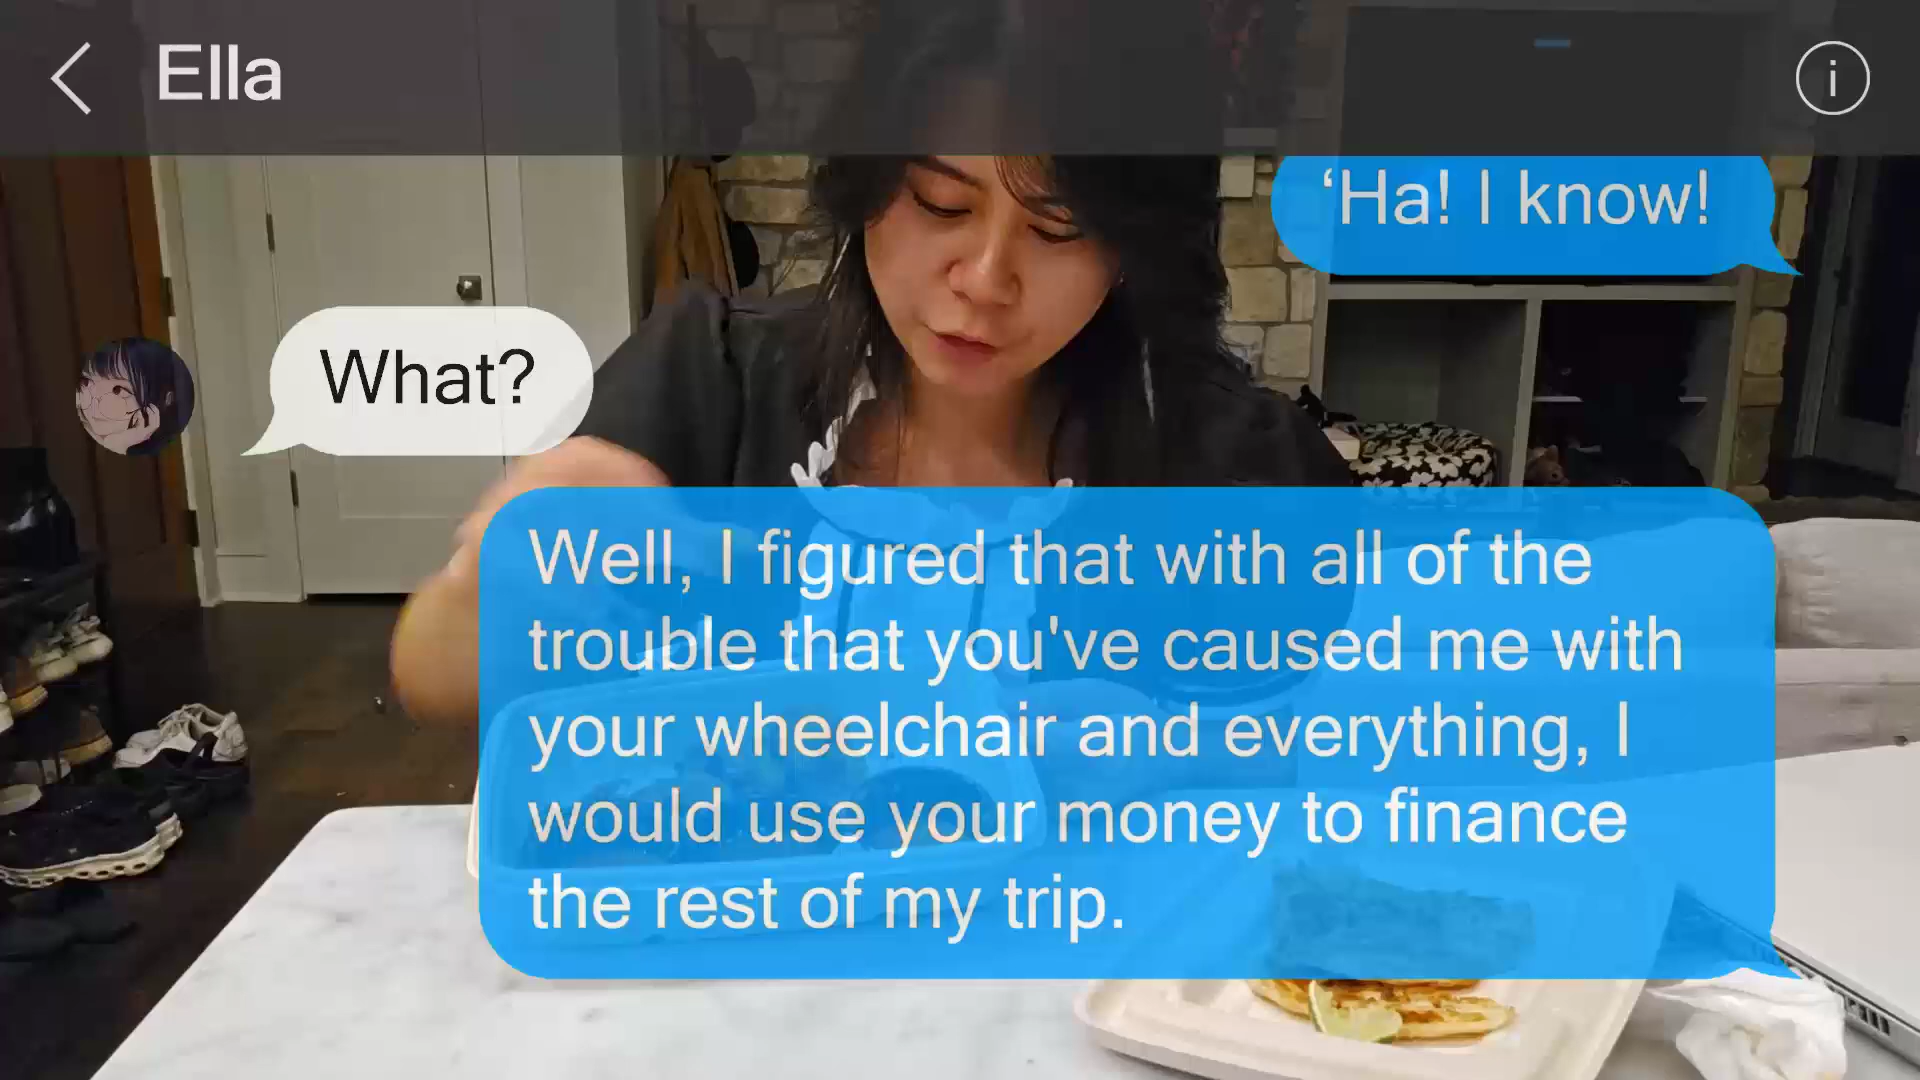 Ella
i
‘Ha! I know!
What?
Well, I figured that with all of the
trouble that you've caused me with
your wheelchair and everything, I
would use your money to finance
the rest of my trip.